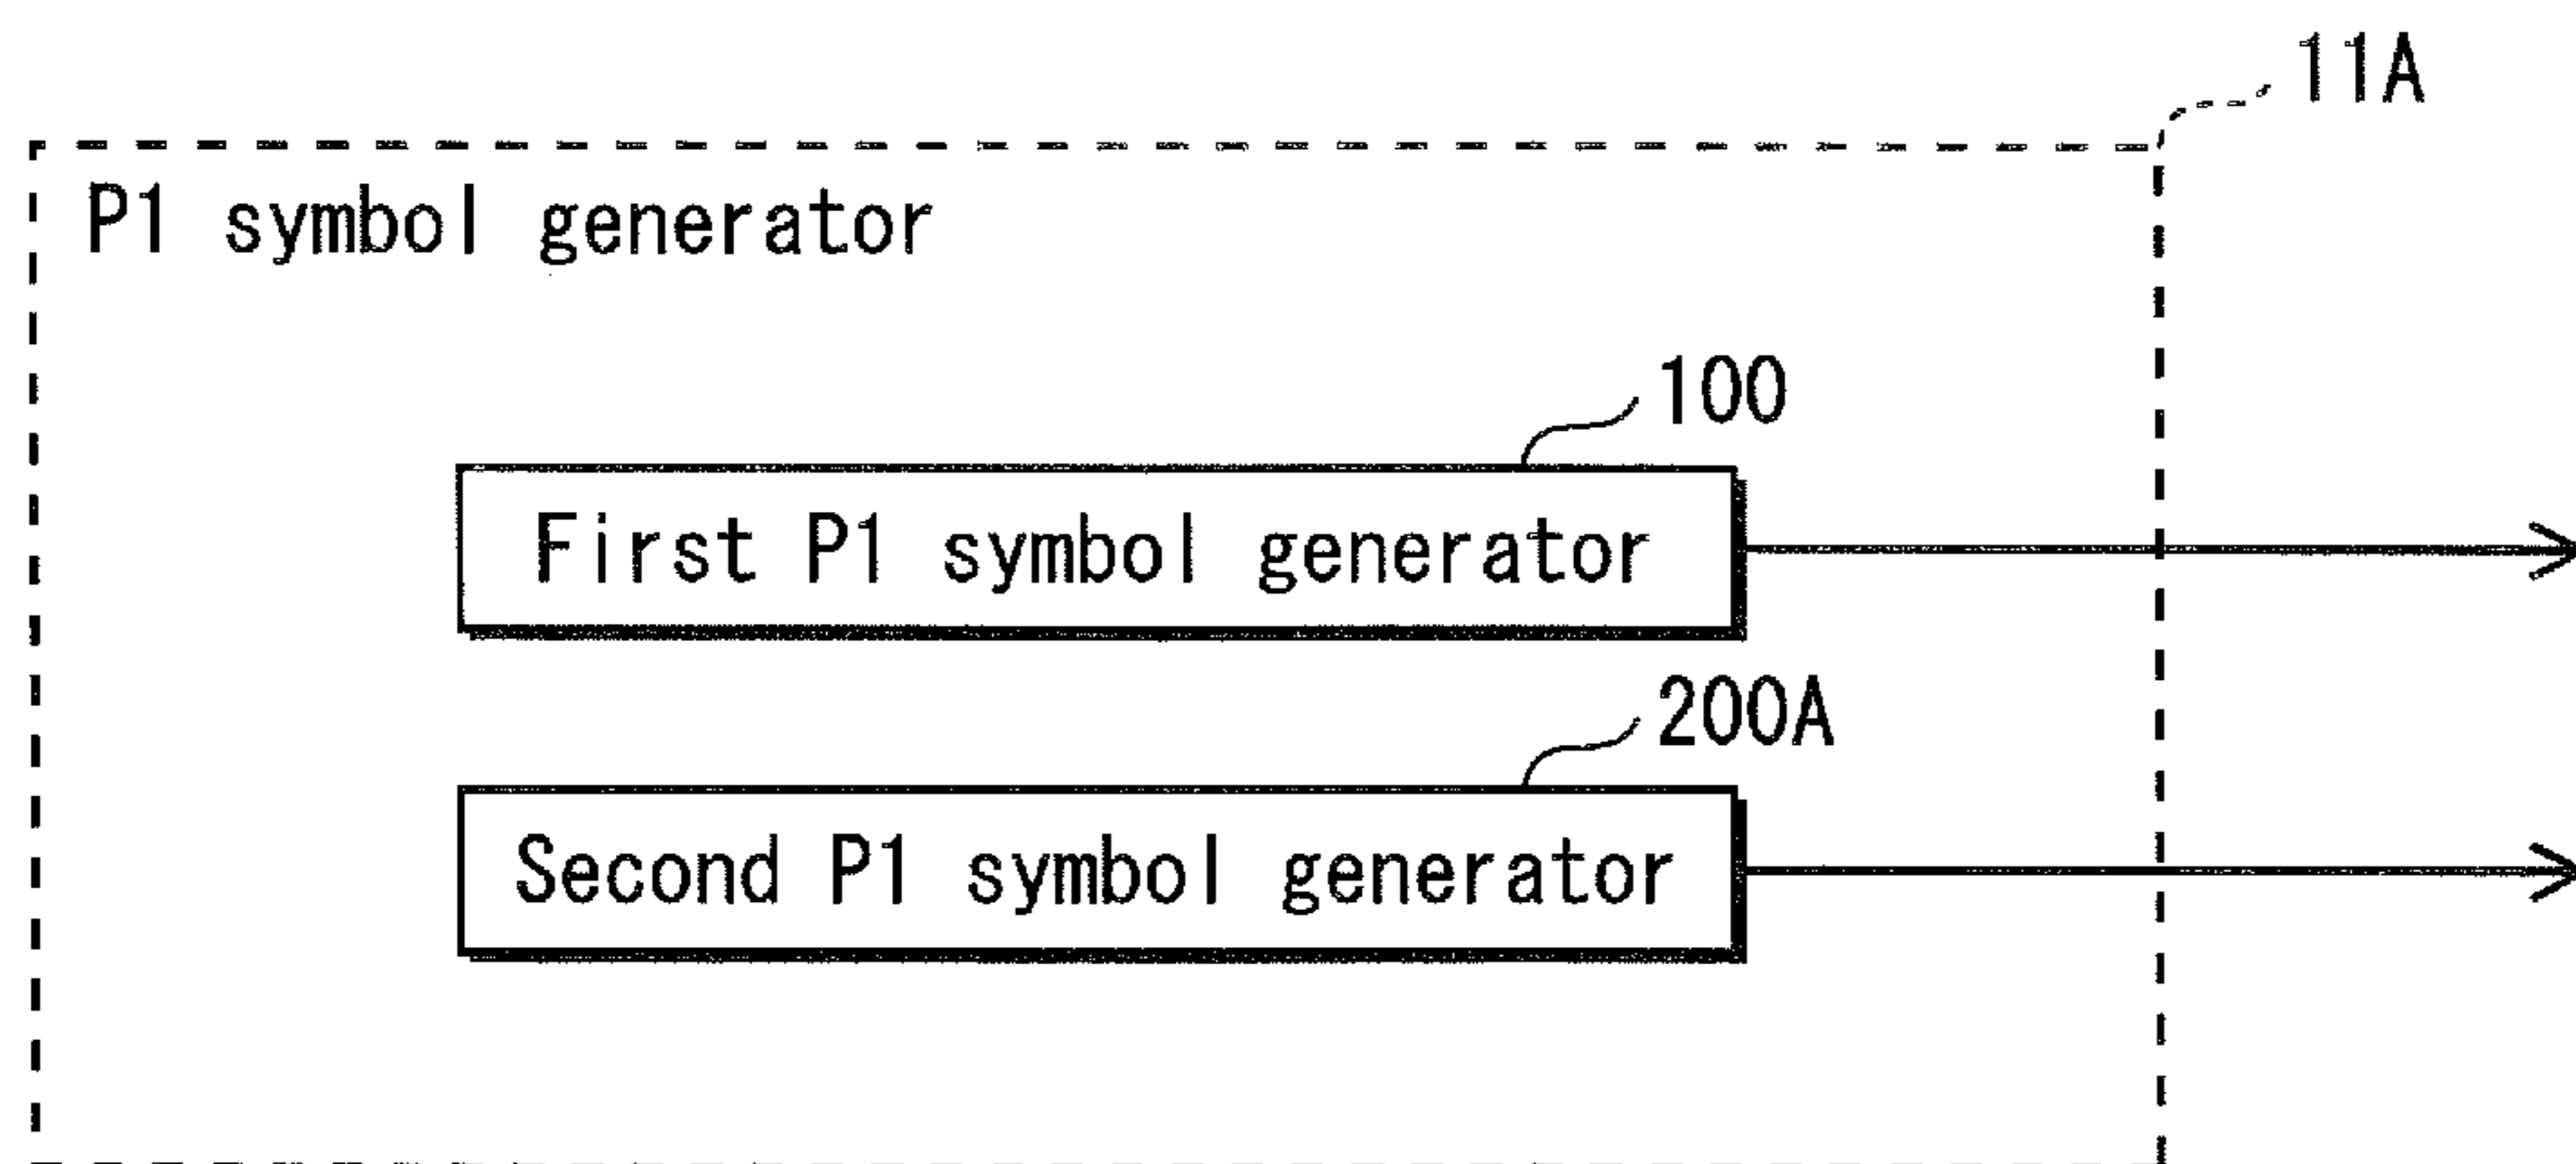 11A
P1 symbol generator
100
First P1 symbol generator
200A
Second P1 symbol generator